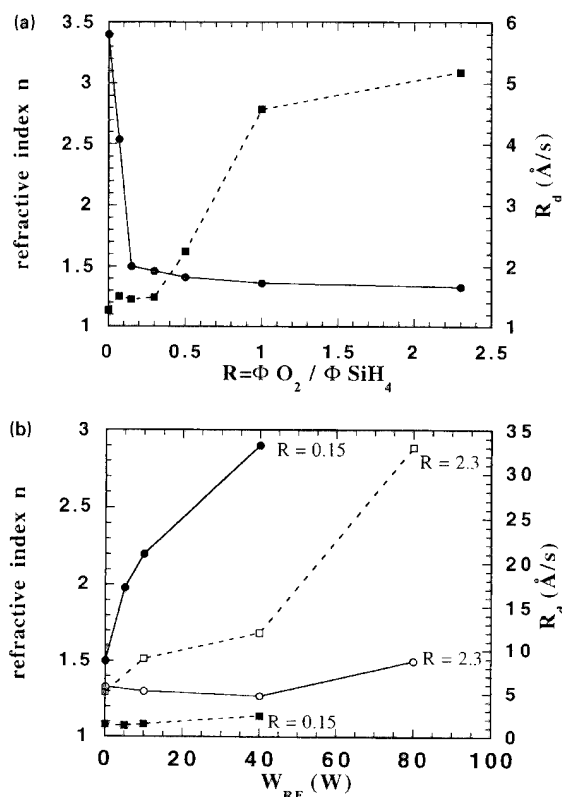 (a)
3.5
3
2.5
2
1.5
1
refractive index n
6
5
4
3
2
1
R_d (Å/s)
0 0.5 1 1.5 2 2.5
R=Φ O₂ / Φ SiH₄
(b)
3
2.5
2
1.5
1
refractive index n
35
30
25
20
15
10
5
0
R_d (Å/s)
R = 0.15
R = 2.3
R = 2.3
R = 0.15
0 20 40 60 80 100
W_RF (W)